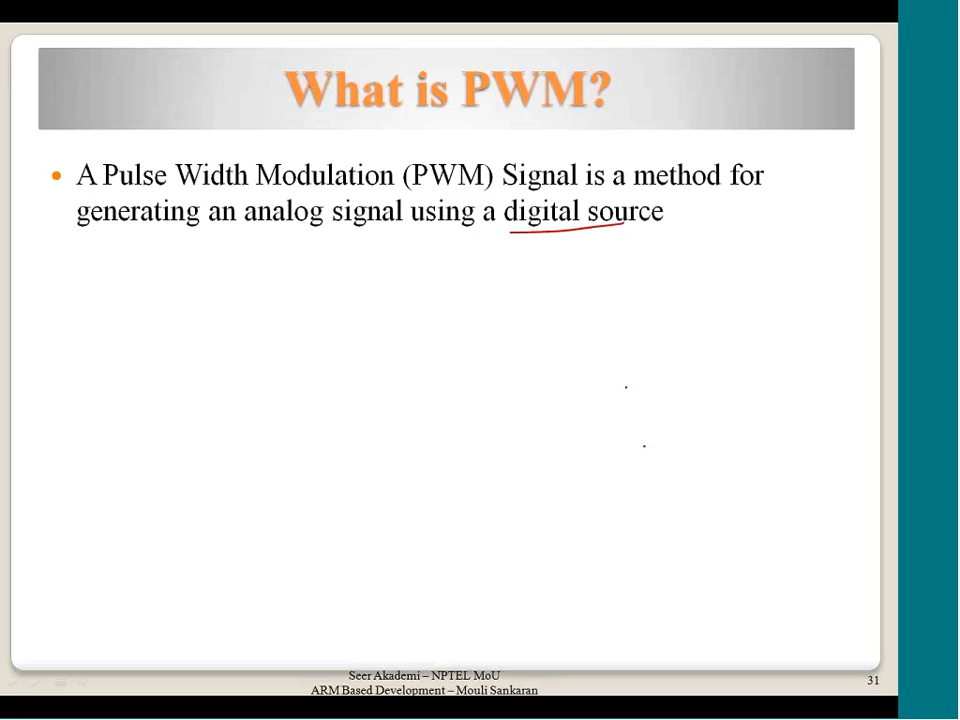 What is PWM?
• A Pulse Width Modulation (PWM) Signal is a method for
generating an analog signal using a digital source
Seer Akademi – NPTEL MoU
ARM Based Development – Mouli Sankaran
31